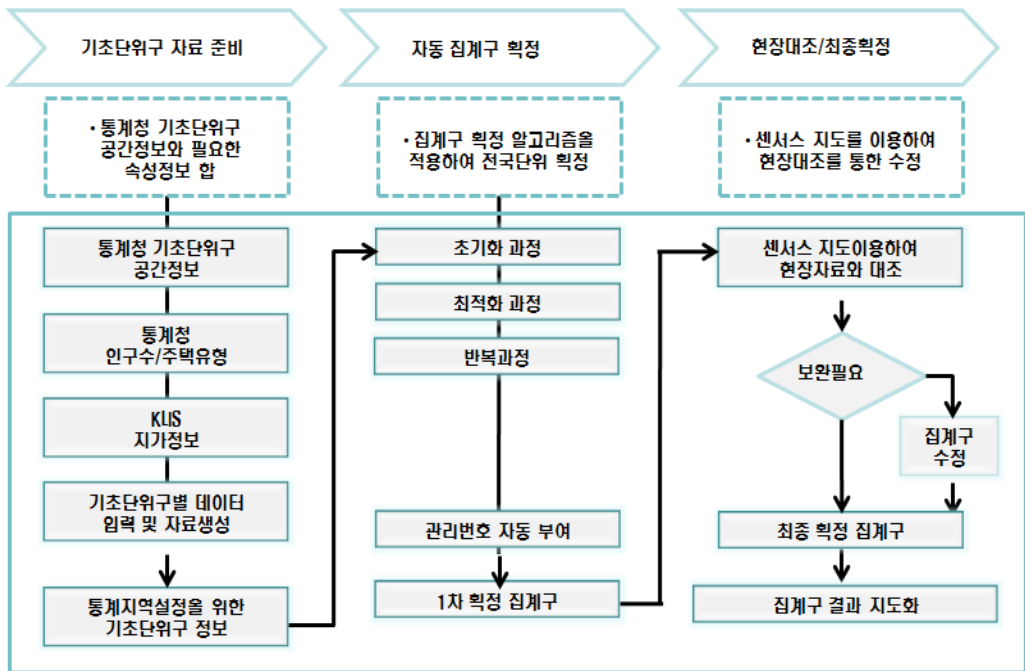 기초단위구 자료 준비
자동 집계구 획정
현장대조/최종획정
· 통계청 기초단위구
공간정보와 필요한
속성정보 합
· 집계구 획정 알고리즘을
적용하여 전국단위 획정
· 센서스 지도를 이용하여
현장대조를 통한 수정
통계청 기초단위구
공간정보
통계청
인구수/주택유형
KLIS
지가정보
기초단위구별 데이터
입력 및 자료생성
통계지역설정을 위한
기초단위구 정보
초기화 과정
최적화 과정
반복과정
관리번호 자동 부여
1차 획정 집계구
센서스 지도이용하여
현장자료와 대조
보완필요
집계구
수정
최종 획정 집계구
집계구 결과 지도화